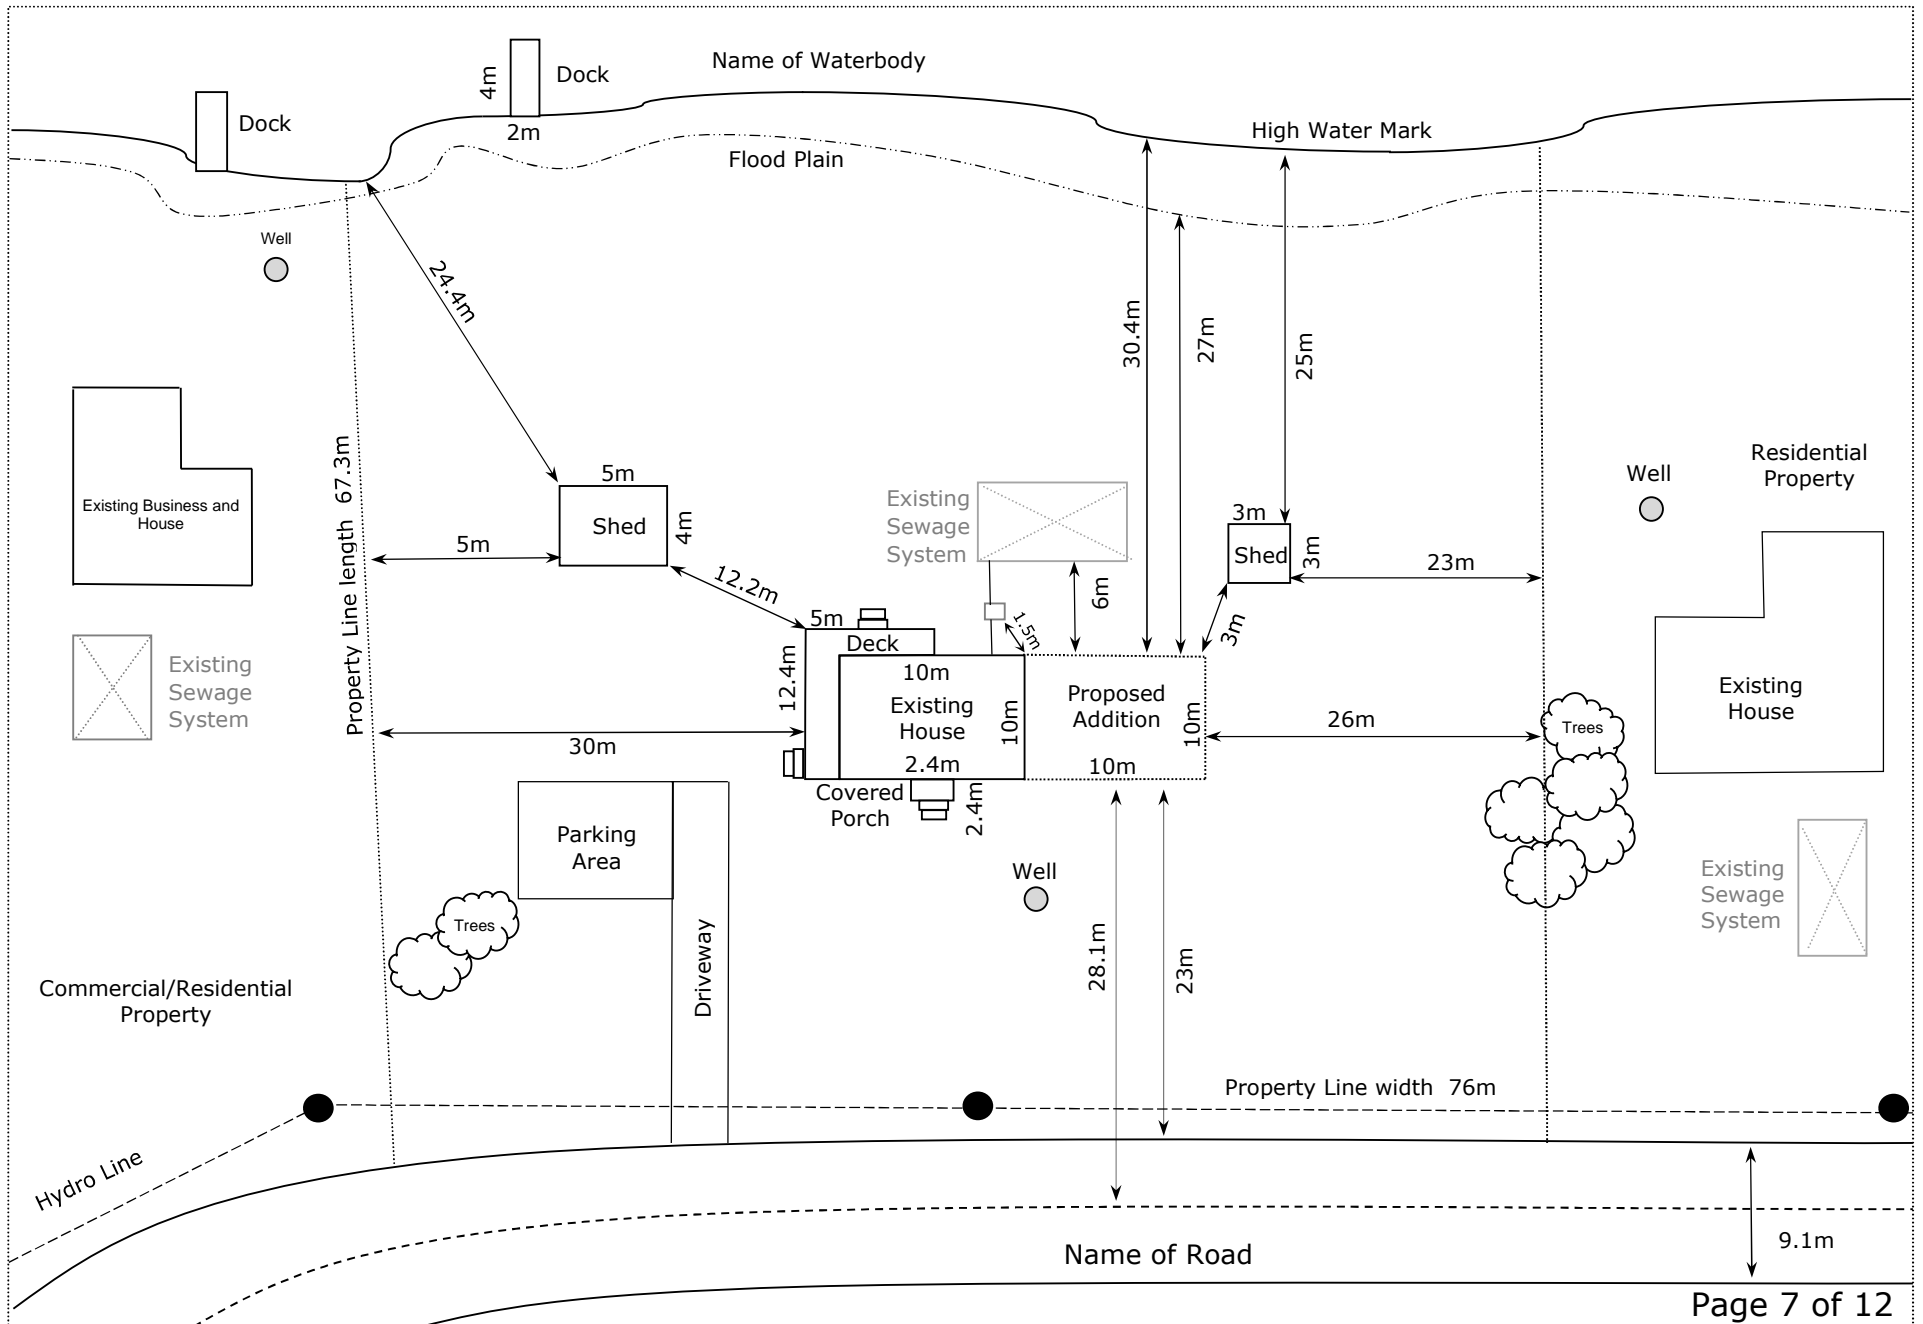 Name of Waterbody
4m
Dock
Dock
2m
High Water Mark
Flood Plain
Well
24.4m
30.4m
27m
25m
Property Line length 67.3m
Existing Business and
House
5m
Shed
4m
5m
12.2m
Existing
Sewage
System
6m
1.5m
3m
Shed
3m
23m
3m
Well
Residential
Property
Existing
Sewage
System
5m
Deck
12.4m
10m
Existing
House
10m
2.4m
Proposed
Addition
10m
10m
30m
26m
Trees
Existing
House
Covered
Porch
2.4m
Parking
Area
Driveway
Trees
Well
28.1m
23m
Existing
Sewage
System
Commercial/Residential
Property
Property Line width 76m
Hydro Line
Name of Road
9.1m
Page 7 of 12